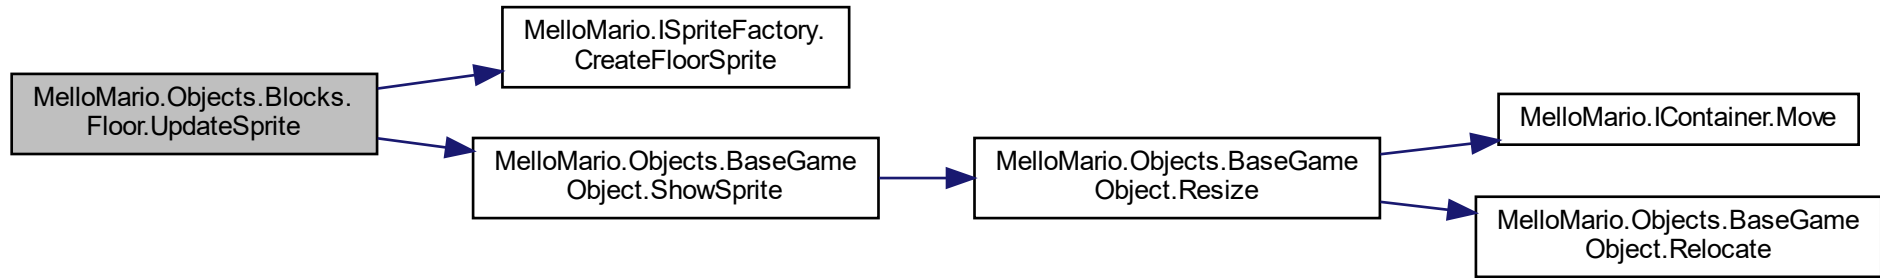 MelloMario.Objects.Blocks.
Floor.UpdateSprite
MelloMario.ISpriteFactory.
CreateFloorSprite
MelloMario.Objects.BaseGame
Object.ShowSprite
MelloMario.Objects.BaseGame
Object.Resize
MelloMario.IContainer.Move
MelloMario.Objects.BaseGame
Object.Relocate